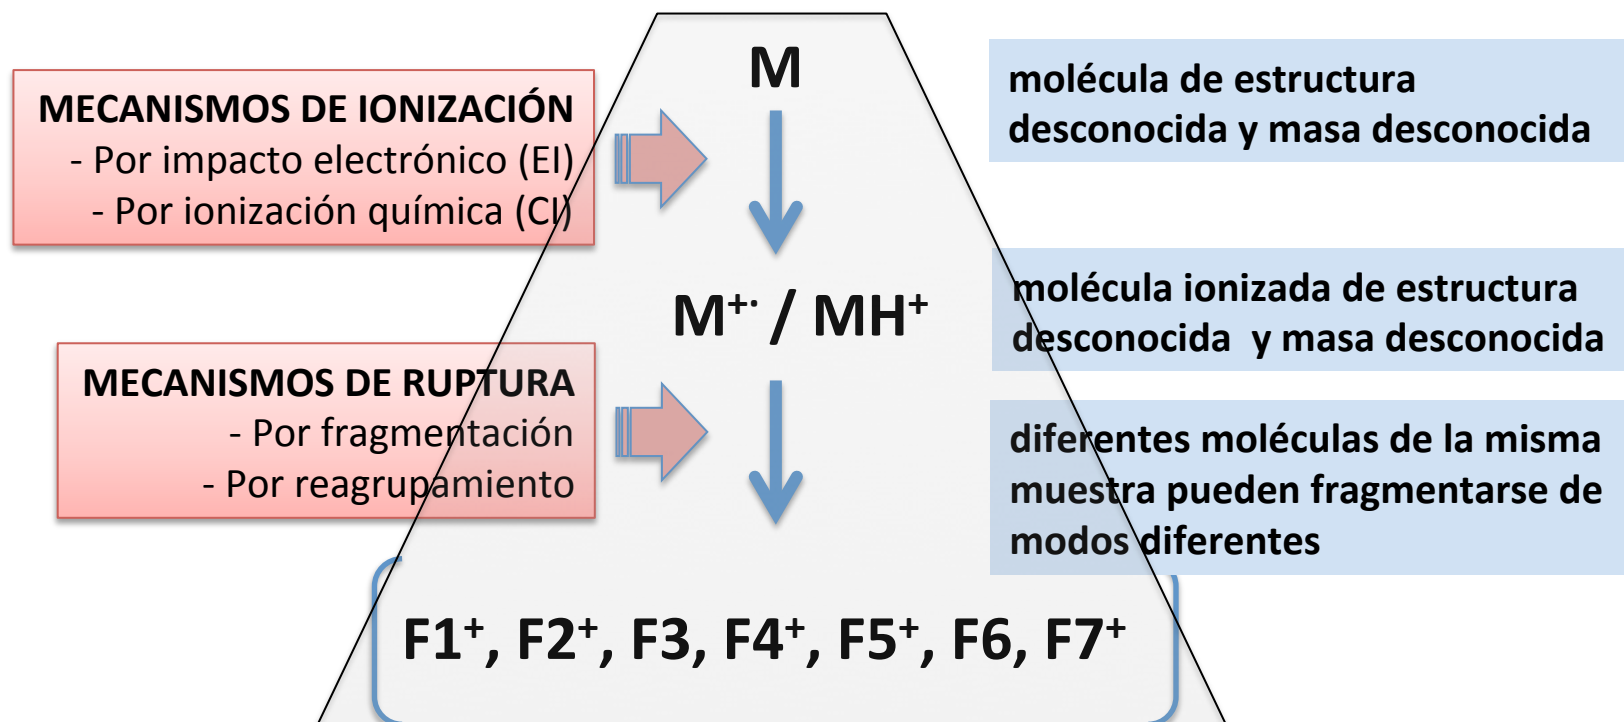 M
MECANISMOS DE IONIZACIÓN
- Por impacto electrónico (EI)
- Por ionización química (CI)
molécula de estructura
desconocida y masa desconocida
M⁺· / MH⁺
molécula ionizada de estructura
desconocida y masa desconocida
MECANISMOS DE RUPTURA
- Por fragmentación
- Por reagrupamiento
diferentes moléculas de la misma
muestra pueden fragmentarse de
modos diferentes
F1⁺, F2⁺, F3, F4⁺, F5⁺, F6, F7⁺